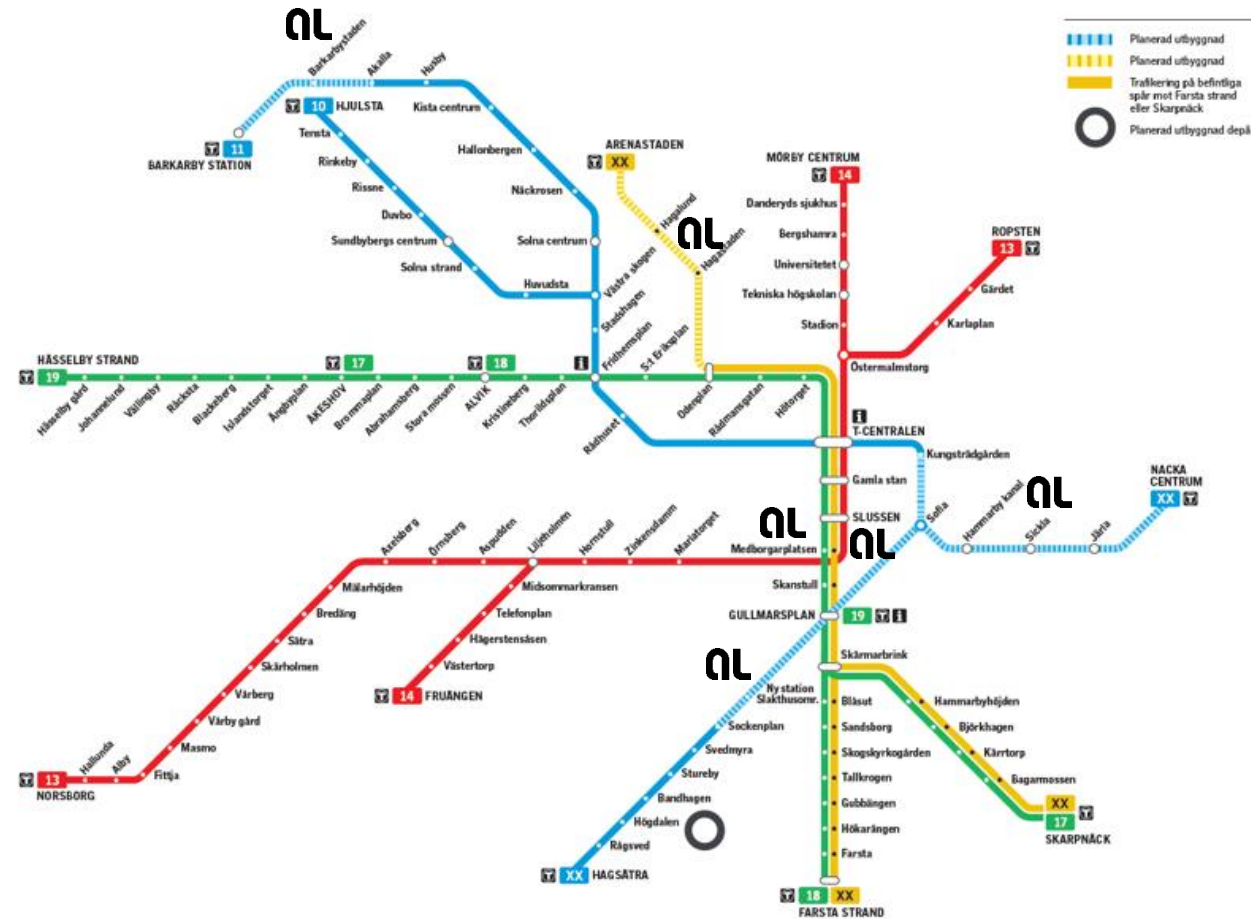 aL
Barkarbystaden
Akalla
Husby
10 HJULSTA
Kista centrum
Tensta
11
BARKARBY STATION
Rinkeby
Hallonbergen
Rissne
Näckrosen
Duvbo
Sundbybergs centrum
Solna centrum
Solna strand
Huvudsta
Västra skogen
Stadshagen
Fridhemsplan
S:t Eriksplan
ARENASTADEN
XX
Hagalund
aL
Hagastaden
MÖRBY CENTRUM
14
Danderyds sjukhus
Bergshamra
Universitetet
Tekniska högskolan
Stadion
ROPSTEN
13
Gärdet
Karlaplan
Östermalmstorg
Planerad utbyggnad
Planerad utbyggnad
Trafikering på befintliga
spår mot Farsta strand
eller Skarpnäck
Planerad utbyggnad depå
HÄSSELBY STRAND
19
17
18
i
Hässelby gård
Johannelund
Vällingby
Råcksta
Blackeberg
Islandstorget
Ängbyplan
ÅKESHOV
Brommaplan
Abrahamsberg
Stora mossen
ALVIK
Kristineberg
Thorildsplan
Rådhuset
Odenplan
Rådmansgatan
Hötorget
i
T-CENTRALEN
Kungsträdgården
Gamla stan
SLUSSEN
Sofia
Hammarby kanal
Sickla
aL
Järla
NACKA
CENTRUM
XX
aL
Medborgarplatsen
aL
Skanstull
GULLMARSPLAN
19 i
Skärmarbrink
aL
Ny station
Slakthusomr.
Blåsut
Sandsborg
Skogskyrkogården
Tallkrogen
Gubbängen
Hökarängen
Farsta
18 XX
FARSTA STRAND
Hammarbyhöjden
Björkhagen
Kärrtorp
Bagarmossen
XX
17
SKARPNÄCK
Sockenplan
Svedmyra
Stureby
Bandhagen
Högdalen
Rågsved
XX HAGSÄTRA
Axelsberg
Örnsberg
Aspudden
Liljeholmen
Hornstull
Zinkensdamm
Mariatorget
Mälarhöjden
Bredäng
Sätra
Skärholmen
Vårberg
Vårby gård
Masmo
Fittja
Alby
Hallunda
13
NORSBORG
Midsommarkransen
Telefonplan
Hägerstensåsen
Västertorp
14 FRUÄNGEN